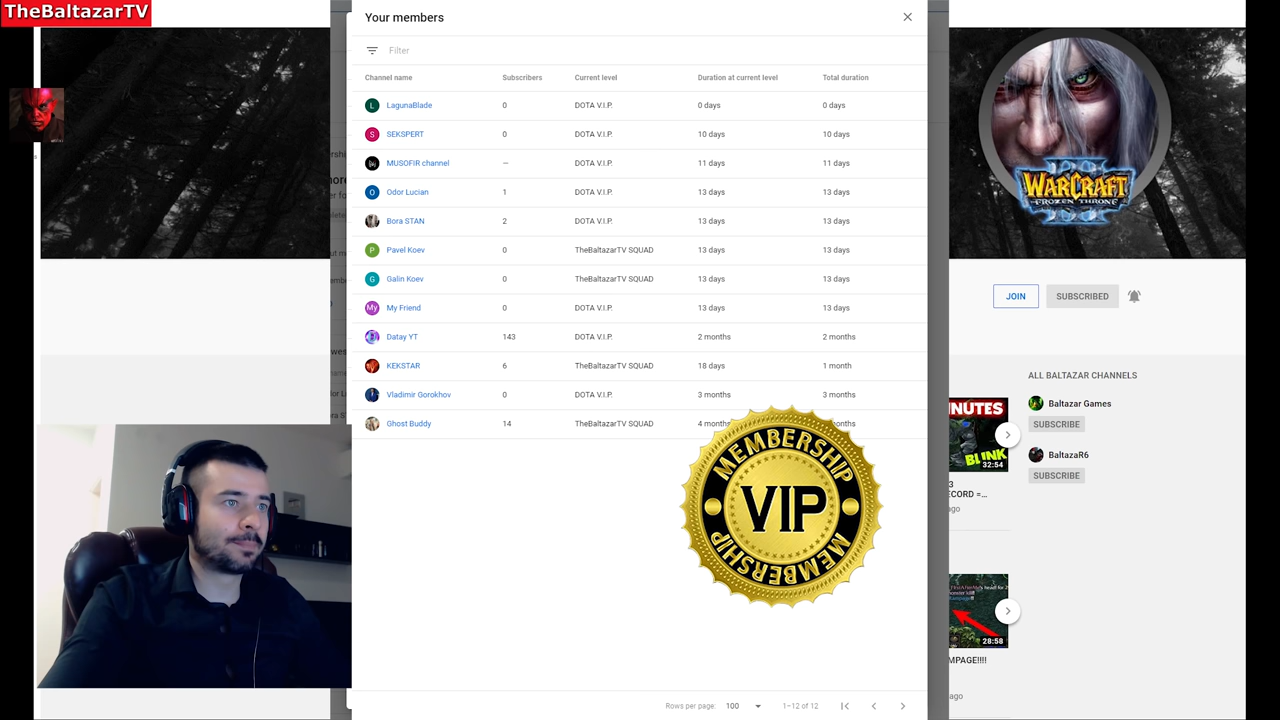 TheBaltazarTV
Your members
Filter
Channel name Subscribers Current level Duration at current level Total duration
LagunaBlade 0 DOTA V.I.P. 0 days 0 days
SEKSPERT 0 DOTA V.I.P. 10 days 10 days
MUSOFIR channel — DOTA V.I.P. 11 days 11 days
Odor Lucian 1 DOTA V.I.P. 13 days 13 days
Bora STAN 2 DOTA V.I.P. 13 days 13 days
Pavel Koev 0 TheBaltazarTV SQUAD 13 days 13 days
Galin Koev 0 TheBaltazarTV SQUAD 13 days 13 days
My Friend 0 DOTA V.I.P. 13 days 13 days
Datay YT 143 DOTA V.I.P. 2 months 2 months
KEKSTAR 6 TheBaltazarTV SQUAD 18 days 1 month
Vladimir Gorokhov 0 DOTA V.I.P. 3 months 3 months
Ghost Buddy 14 TheBaltazarTV SQUAD 4 months
MEMBERSHIP
VIP
MEMBERSHIP
Rows per page: 100 1–12 of 12
WARCRAFT
III
FROZEN THRONE
JOIN SUBSCRIBED
ALL BALTAZAR CHANNELS
Baltazar Games
SUBSCRIBE
BaltazaR6
SUBSCRIBE
BLINK
32:54
ago
28:58
ago